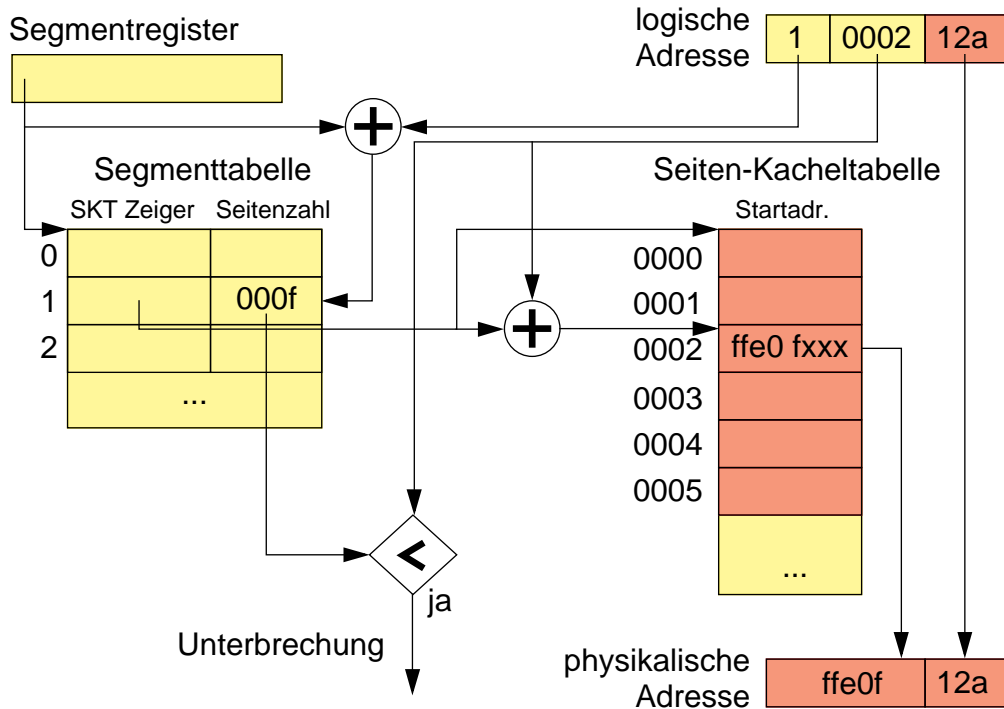 Segmentregister
logische
Adresse
1 0002 12a
+
Segmenttabelle
SKT Zeiger Seitenzahl
0
1 000f
2
...
Seiten-Kacheltabelle
Startadr.
0000
0001
+
0002 ffe0 fxxx
0003
0004
0005
...
<
ja
Unterbrechung
physikalische
Adresse
ffe0f 12a